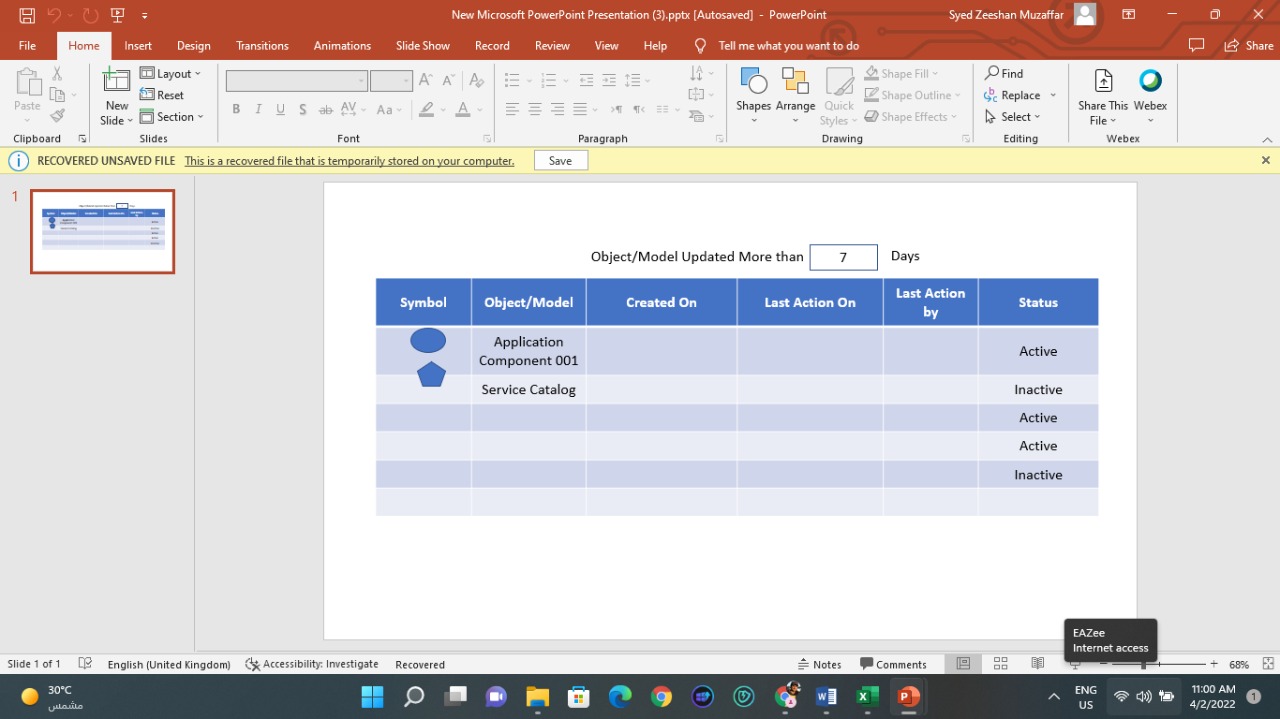 New Microsoft PowerPoint Presentation (3).pptx [Autosaved] - PowerPoint
Syed Zeeshan Muzaffar
File Home Insert Design Transitions Animations Slide Show Record Review View Help Tell me what you want to do
Share
Paste
Clipboard
New Slide
Layout
Reset
Section
Slides
B I U S ab AV Aa A
Font
Paragraph
Shapes
Arrange
Quick Styles
Shape Fill
Shape Outline
Shape Effects
Drawing
Find
Replace
Select
Editing
Share This File
Webex
Webex
RECOVERED UNSAVED FILE This is a recovered file that is temporarily stored on your computer. Save
1
Object/Model Updated More than 7 Days
Symbol Object/Model Created On Last Action On Last Action by Status
Application Component 001 Active
Service Catalog Inactive
Active
Active
Inactive
EAZee
Internet access
Slide 1 of 1 English (United Kingdom) Accessibility: Investigate Recovered Notes Comments 68%
30°C
مشمس
ENG
US
11:00 AM
4/2/2022
1